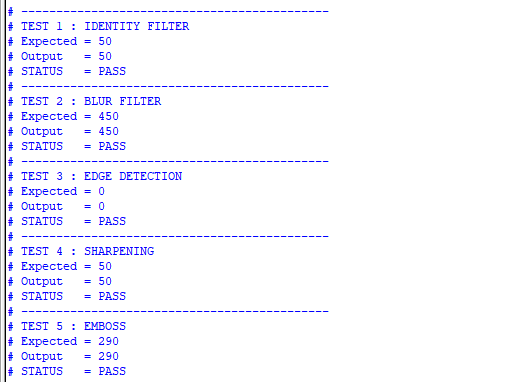 # --------------------------------------------
# TEST 1 : IDENTITY FILTER
# Expected = 50
# Output   = 50
# STATUS   = PASS
# --------------------------------------------
# TEST 2 : BLUR FILTER
# Expected = 450
# Output   = 450
# STATUS   = PASS
# --------------------------------------------
# TEST 3 : EDGE DETECTION
# Expected = 0
# Output   = 0
# STATUS   = PASS
# --------------------------------------------
# TEST 4 : SHARPENING
# Expected = 50
# Output   = 50
# STATUS   = PASS
# --------------------------------------------
# TEST 5 : EMBOSS
# Expected = 290
# Output   = 290
# STATUS   = PASS